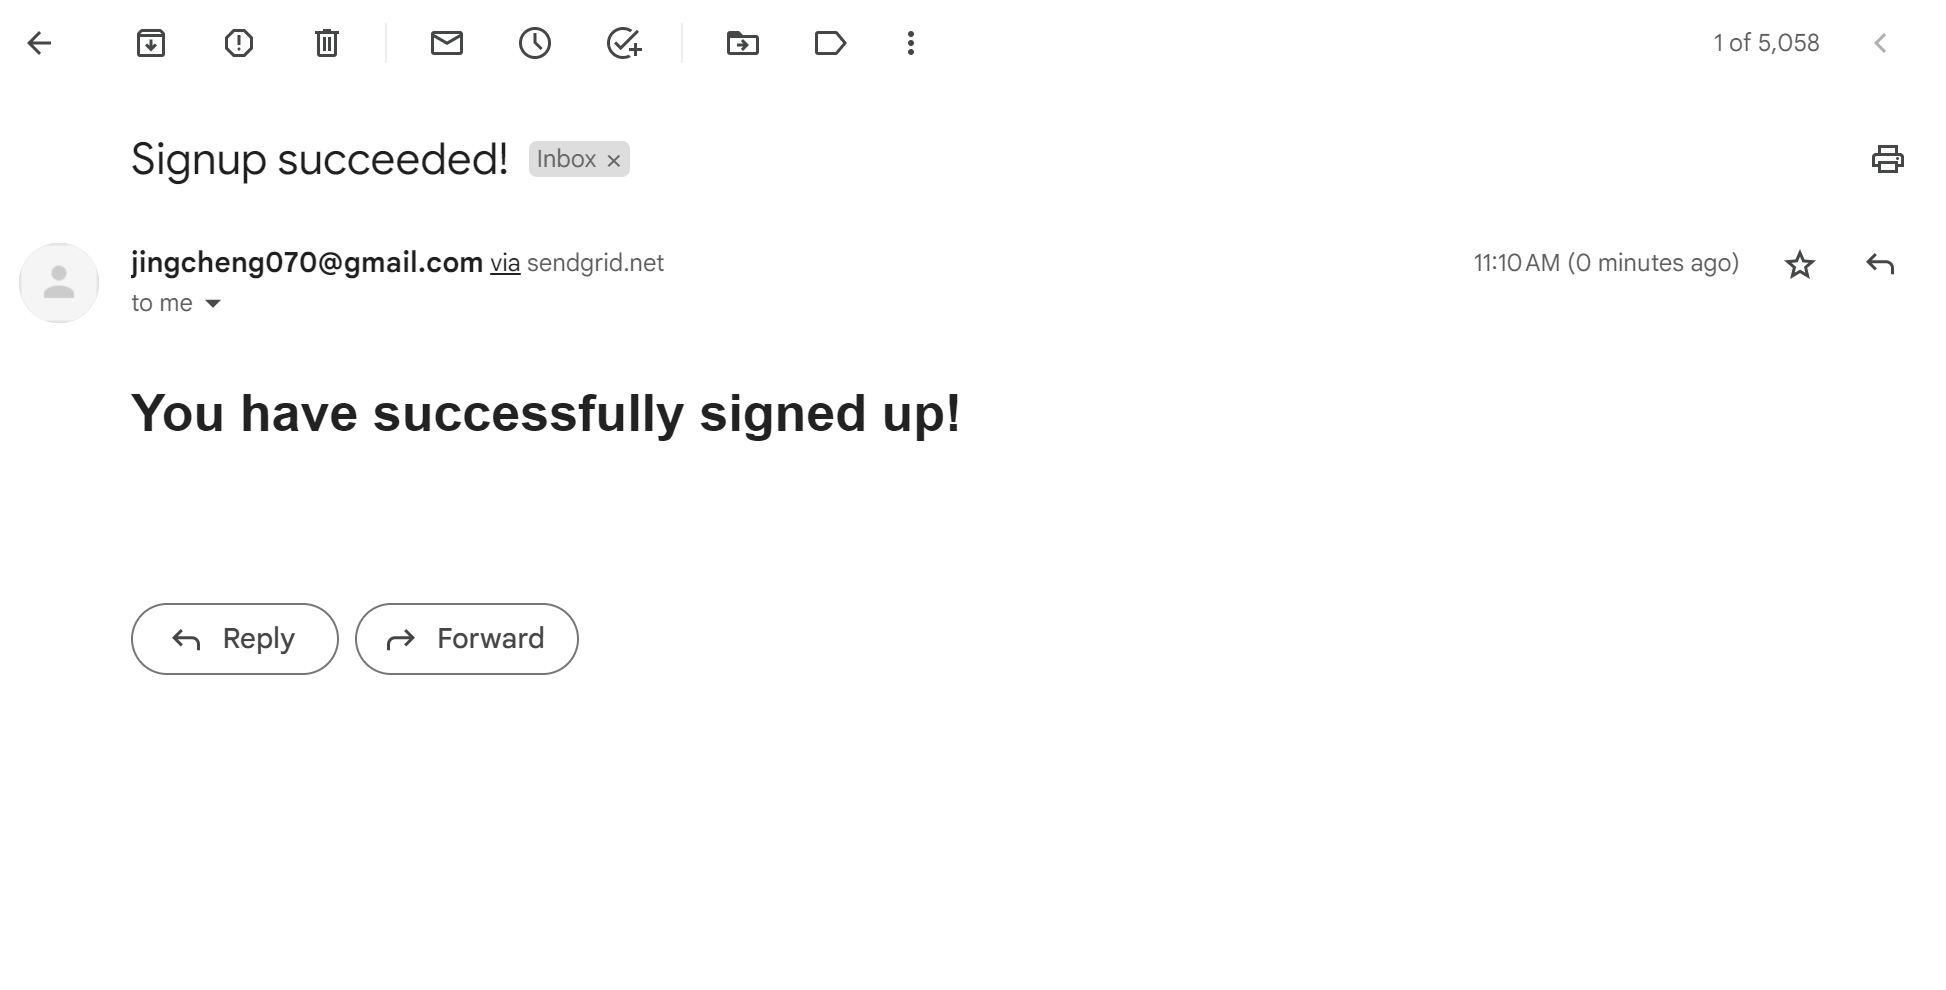 1 of 5,058
Signup succeeded! Inbox ×
jingcheng070@gmail.com via sendgrid.net 11:10 AM (0 minutes ago)
to me
You have successfully signed up!
Reply Forward